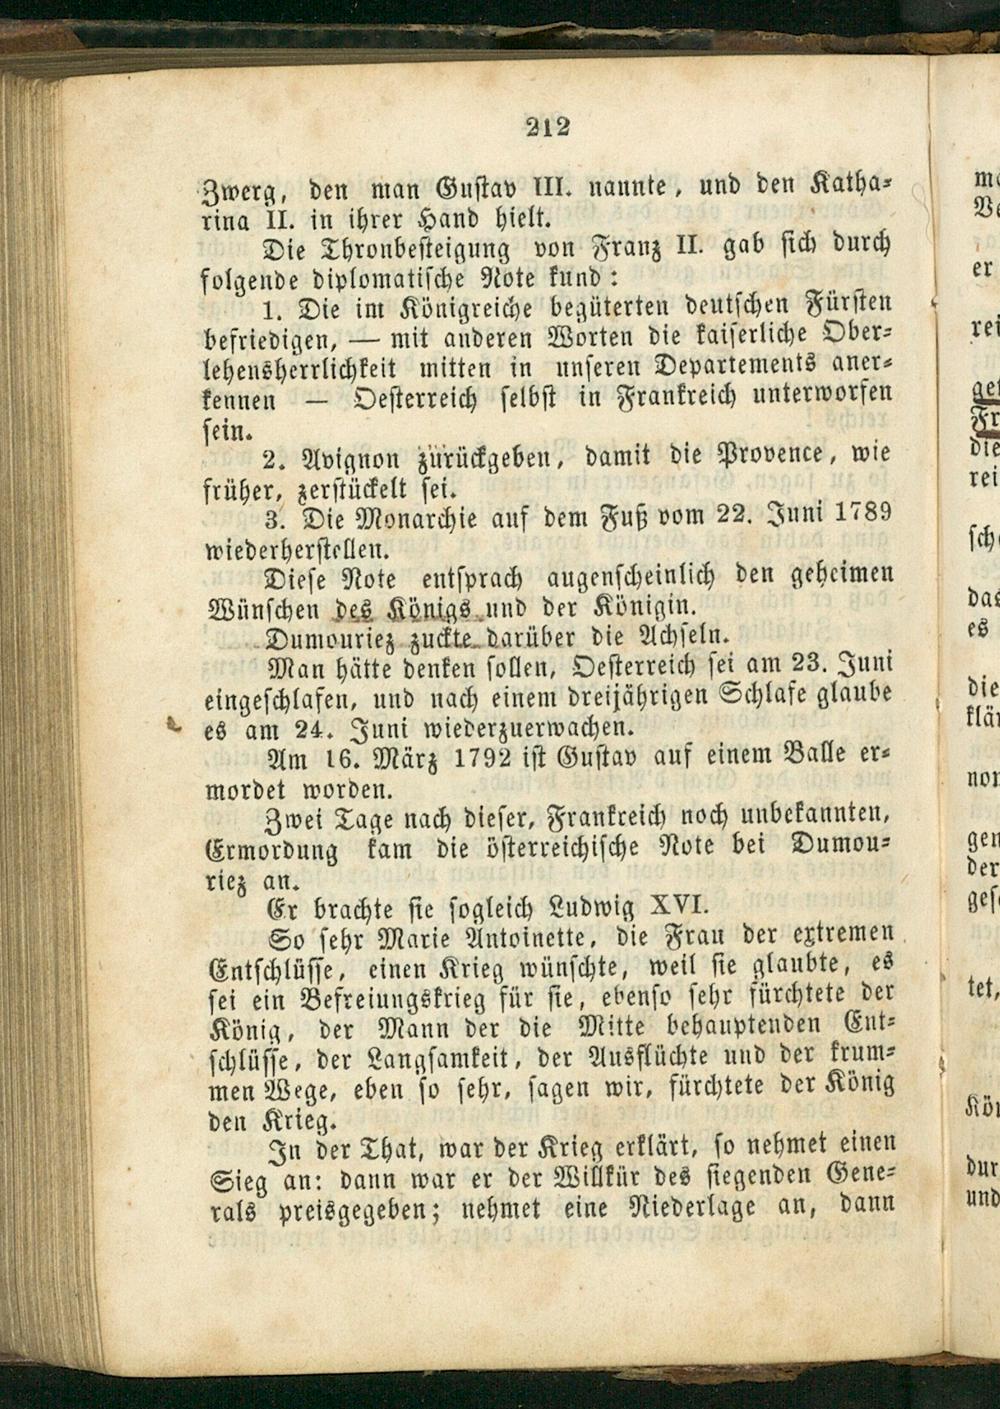 212
Zwerg, den man Gustav III. nannte, und den Katha-
rina II. in ihrer Hand hielt.
Die Thronbesteigung von Franz II. gab sich durch
folgende diplomatische Note kund:
1. Die im Königreiche begüterten deutschen Fürsten
befriedigen, — mit anderen Worten die kaiserliche Ober-
lehensherrlichkeit mitten in unseren Departements aner-
kennen — Oesterreich selbst in Frankreich unterworfen
sein.
2. Avignon zürückgeben, damit die Provence, wie
früher, zerstückelt sei.
3. Die Monarchie auf dem Fuß vom 22. Juni 1789
wiederherstellen.
Diese Note entsprach augenscheinlich den geheimen
Wünschen des Königs und der Königin.
Dumouriez zuckte darüber die Achseln.
Man hätte denken sollen, Oesterreich sei am 23. Juni
eingeschlafen, und nach einem dreijährigen Schlafe glaube
es am 24. Juni wiederzuerwachen.
Am 16. März 1792 ist Gustav auf einem Balle er-
mordet worden.
Zwei Tage nach dieser, Frankreich noch unbekannten,
Ermordung kam die österreichische Note bei Dumou-
riez an.
Er brachte sie sogleich Ludwig XVI.
So sehr Marie Antoinette, die Frau der extremen
Entschlüsse, einen Krieg wünschte, weil sie glaubte, es
sei ein Befreiungskrieg für sie, ebenso sehr fürchtete der
König, der Mann der die Mitte behauptenden Ent-
schlüsse, der Langsamkeit, der Ausflüchte und der krum-
men Wege, eben so sehr, sagen wir, fürchtete der König
den Krieg.
In der That, war der Krieg erklärt, so nehmet einen
Sieg an: dann war er der Willkür des siegenden Gene-
rals preisgegeben; nehmet eine Niederlage an, dann